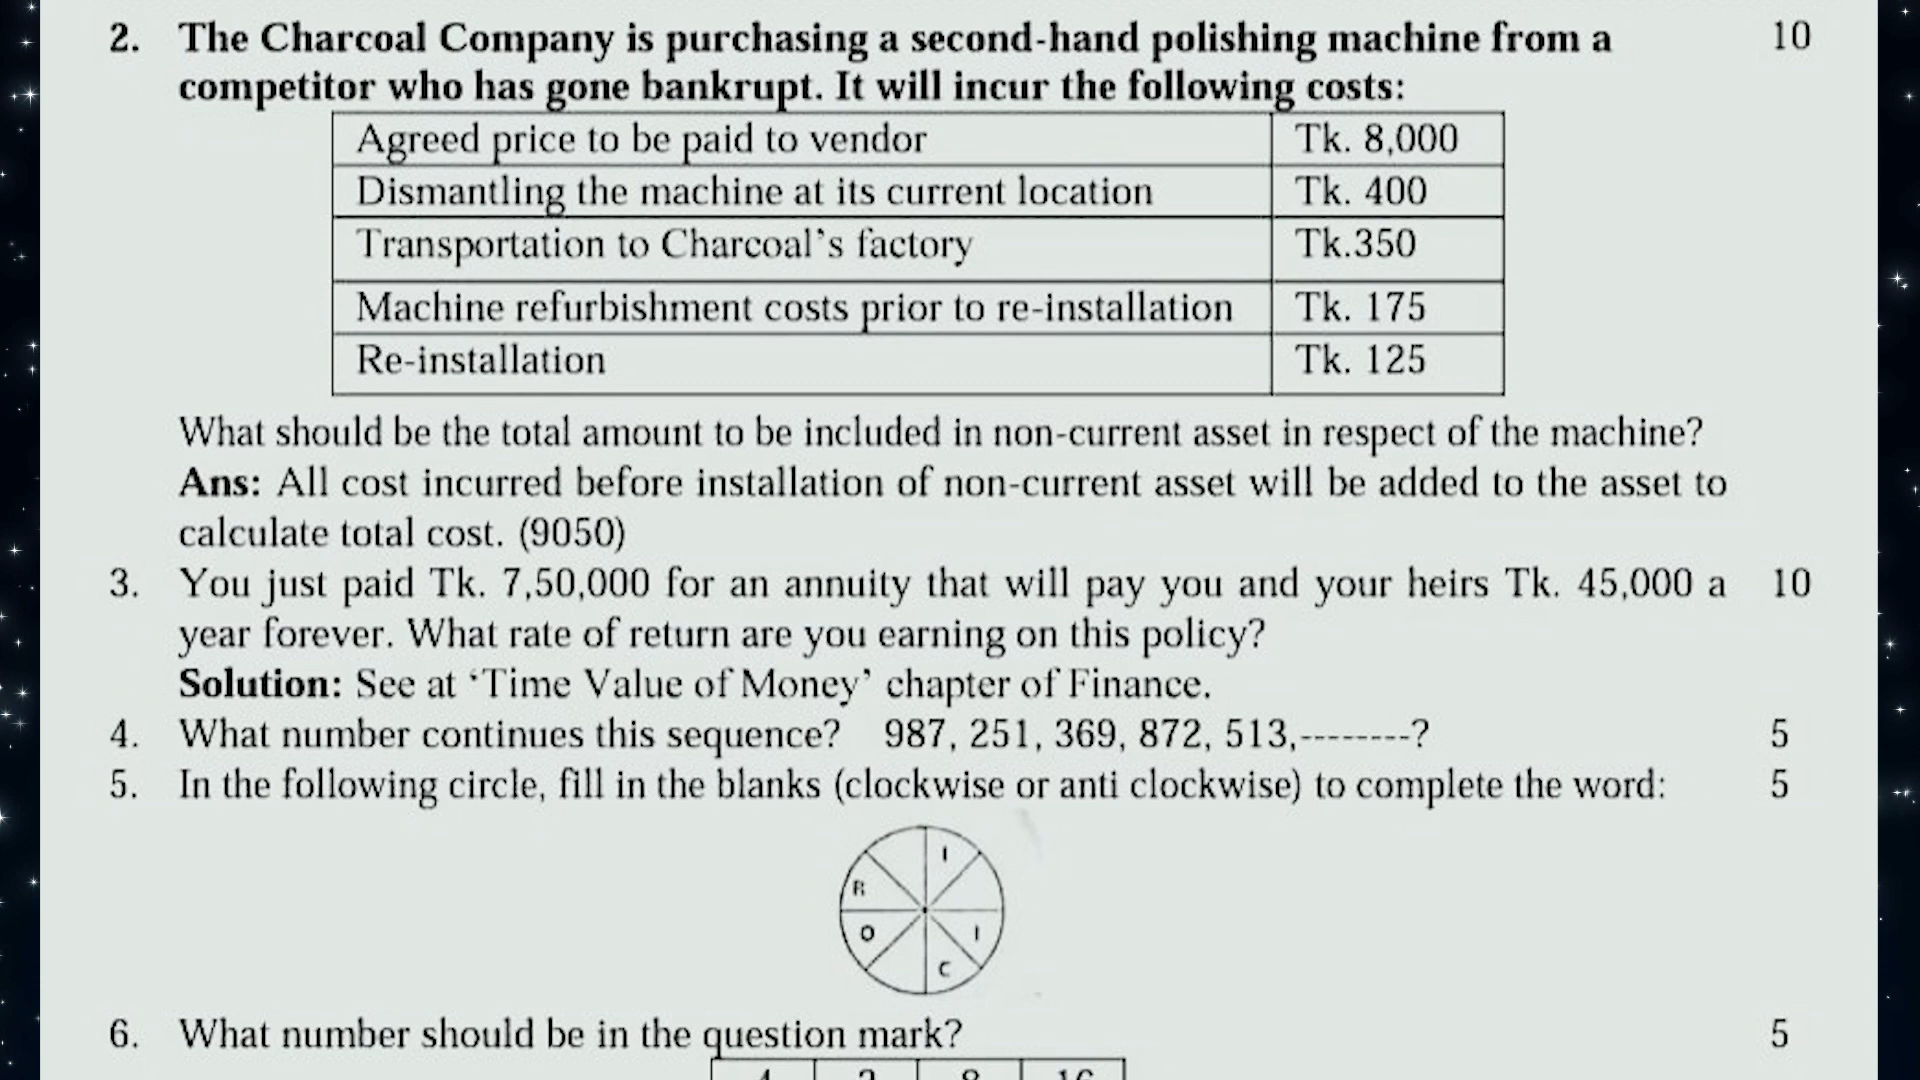 2. The Charcoal Company is purchasing a second-hand polishing machine from a 10
competitor who has gone bankrupt. It will incur the following costs:
Agreed price to be paid to vendor Tk. 8,000
Dismantling the machine at its current location Tk. 400
Transportation to Charcoal's factory Tk.350
Machine refurbishment costs prior to re-installation Tk. 175
Re-installation Tk. 125
What should be the total amount to be included in non-current asset in respect of the machine?
Ans: All cost incurred before installation of non-current asset will be added to the asset to
calculate total cost. (9050)
3. You just paid Tk. 7,50,000 for an annuity that will pay you and your heirs Tk. 45,000 a 10
year forever. What rate of return are you earning on this policy?
Solution: See at ‘Time Value of Money’ chapter of Finance.
4. What number continues this sequence? 987, 251, 369, 872, 513,--------? 5
5. In the following circle, fill in the blanks (clockwise or anti clockwise) to complete the word: 5
I
R
O I
C
6. What number should be in the question mark? 5